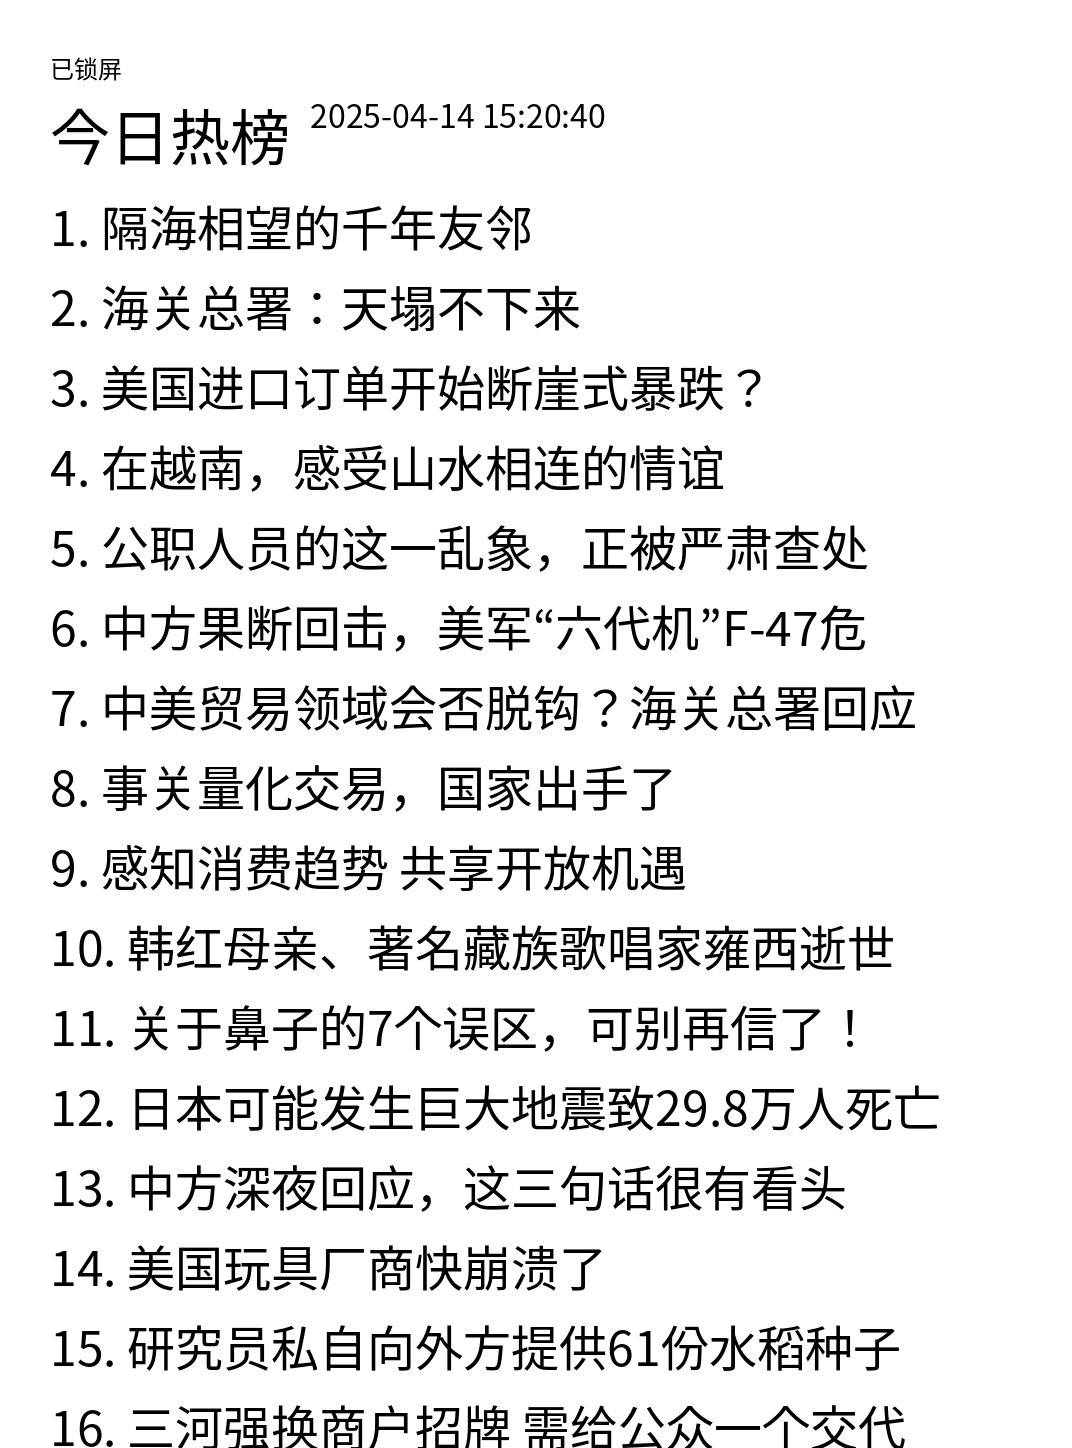 已锁屏
今日热榜 2025-04-14 15:20:40
1. 隔海相望的千年友邻
2. 海关总署：天塌不下来
3. 美国进口订单开始断崖式暴跌？
4. 在越南，感受山水相连的情谊
5. 公职人员的这一乱象，正被严肃查处
6. 中方果断回击，美军“六代机”F-47危
7. 中美贸易领域会否脱钩？海关总署回应
8. 事关量化交易，国家出手了
9. 感知消费趋势 共享开放机遇
10. 韩红母亲、著名藏族歌唱家雍西逝世
11. 关于鼻子的7个误区，可别再信了！
12. 日本可能发生巨大地震致29.8万人死亡
13. 中方深夜回应，这三句话很有看头
14. 美国玩具厂商快崩溃了
15. 研究员私自向外方提供61份水稻种子
16. 三河强换商户招牌 需给公众一个交代